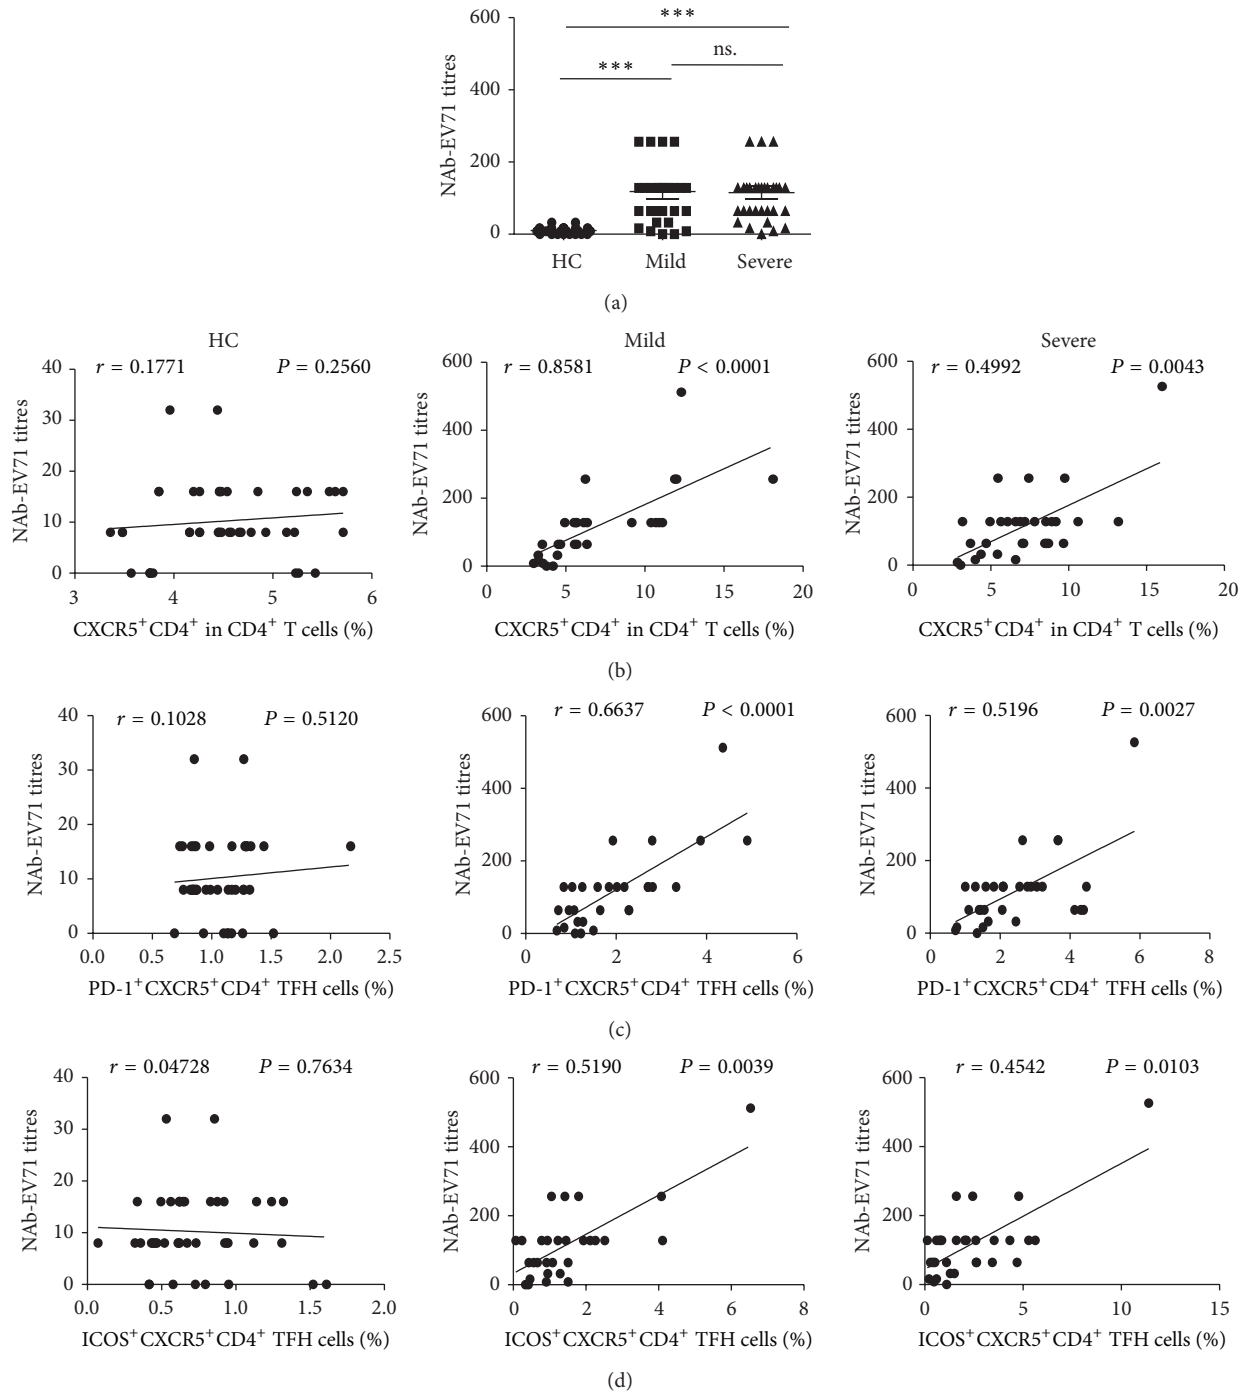 600
400
200
0
NAb-EV71 titres
***
***
ns.
HC Mild Severe
(a)
HC Mild Severe
r = 0.1771 P = 0.2560
40
30
20
10
0
NAb-EV71 titres
3 4 5 6
CXCR5⁺CD4⁺ in CD4⁺ T cells (%)
r = 0.8581 P < 0.0001
600
400
200
0
NAb-EV71 titres
0 5 10 15 20
CXCR5⁺CD4⁺ in CD4⁺ T cells (%)
r = 0.4992 P = 0.0043
600
400
200
0
NAb-EV71 titres
0 5 10 15 20
CXCR5⁺CD4⁺ in CD4⁺ T cells (%)
(b)
r = 0.1028 P = 0.5120
40
30
20
10
0
NAb-EV71 titres
0.0 0.5 1.0 1.5 2.0 2.5
PD-1⁺CXCR5⁺CD4⁺ TFH cells (%)
r = 0.6637 P < 0.0001
600
400
200
0
NAb-EV71 titres
0 2 4 6
PD-1⁺CXCR5⁺CD4⁺ TFH cells (%)
r = 0.5196 P = 0.0027
600
400
200
0
NAb-EV71 titres
0 2 4 6 8
PD-1⁺CXCR5⁺CD4⁺ TFH cells (%)
(c)
r = 0.04728 P = 0.7634
40
30
20
10
0
NAb-EV71 titres
0.0 0.5 1.0 1.5 2.0
ICOS⁺CXCR5⁺CD4⁺ TFH cells (%)
r = 0.5190 P = 0.0039
600
400
200
0
NAb-EV71 titres
0 2 4 6 8
ICOS⁺CXCR5⁺CD4⁺ TFH cells (%)
r = 0.4542 P = 0.0103
600
400
200
0
NAb-EV71 titres
0 5 10 15
ICOS⁺CXCR5⁺CD4⁺ TFH cells (%)
(d)